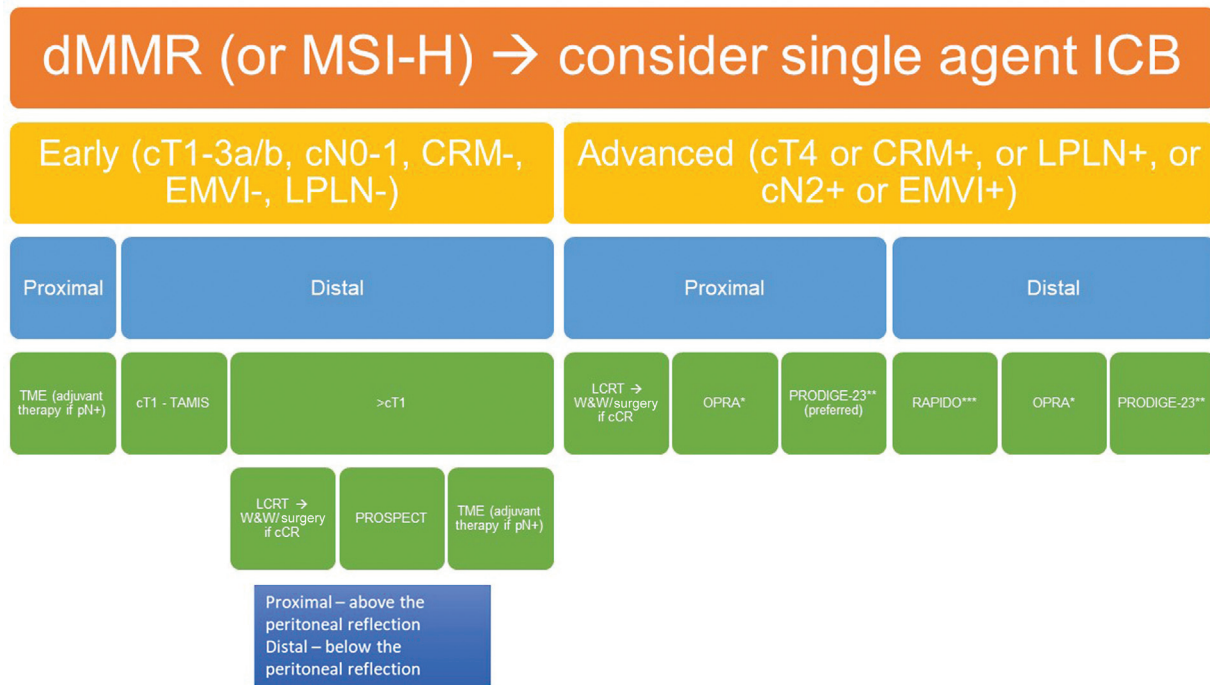 dMMR (or MSI-H) → consider single agent ICB
Early (cT1-3a/b, cN0-1, CRM-,
EMVI-, LPLN-)
Advanced (cT4 or CRM+, or LPLN+, or
cN2+ or EMVI+)
Proximal
Distal
Proximal
Distal
TME (adjuvant
therapy if pN+)
cT1 - TAMIS
>cT1
LCRT →
W&W/surgery
if cCR
OPRA*
PRODIGE-23**
(preferred)
RAPIDO***
OPRA*
PRODIGE-23**
LCRT →
W&W/surgery
if cCR
PROSPECT
TME (adjuvant
therapy if pN+)
Proximal – above the
peritoneal reflection
Distal – below the
peritoneal reflection